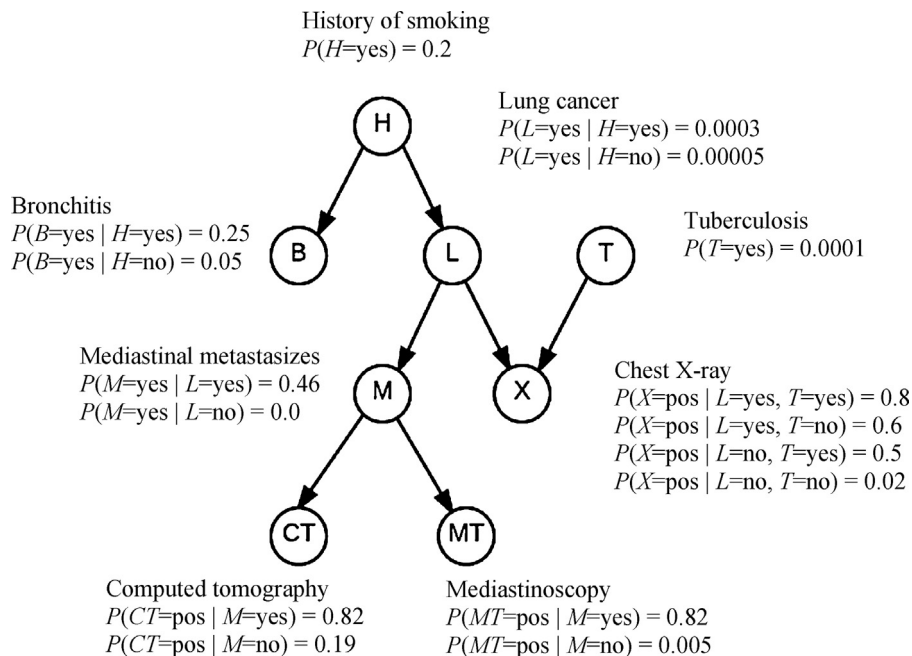 History of smoking
P(H=yes) = 0.2
H
Lung cancer
P(L=yes | H=yes) = 0.0003
P(L=yes | H=no) = 0.00005
Bronchitis
P(B=yes | H=yes) = 0.25
P(B=yes | H=no) = 0.05
B
L
T
Tuberculosis
P(T=yes) = 0.0001
Mediastinal metastasizes
P(M=yes | L=yes) = 0.46
P(M=yes | L=no) = 0.0
M
X
Chest X-ray
P(X=pos | L=yes, T=yes) = 0.8
P(X=pos | L=yes, T=no) = 0.6
P(X=pos | L=no, T=yes) = 0.5
P(X=pos | L=no, T=no) = 0.02
CT
MT
Computed tomography
P(CT=pos | M=yes) = 0.82
P(CT=pos | M=no) = 0.19
Mediastinoscopy
P(MT=pos | M=yes) = 0.82
P(MT=pos | M=no) = 0.005